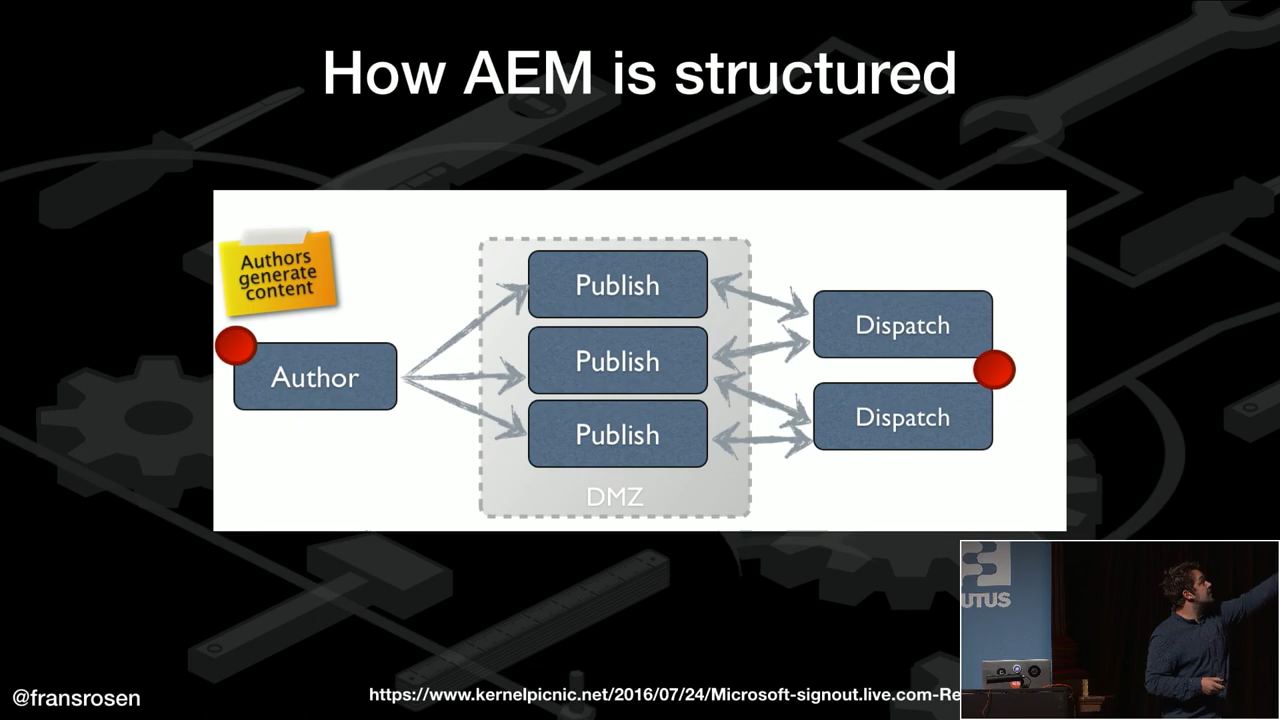 How AEM is structured
Authors
generate
content
Author
Publish
Publish
Publish
DMZ
Dispatch
Dispatch
UTUS
@fransrosen
https://www.kernelpicnic.net/2016/07/24/Microsoft-signout.live.com-Re